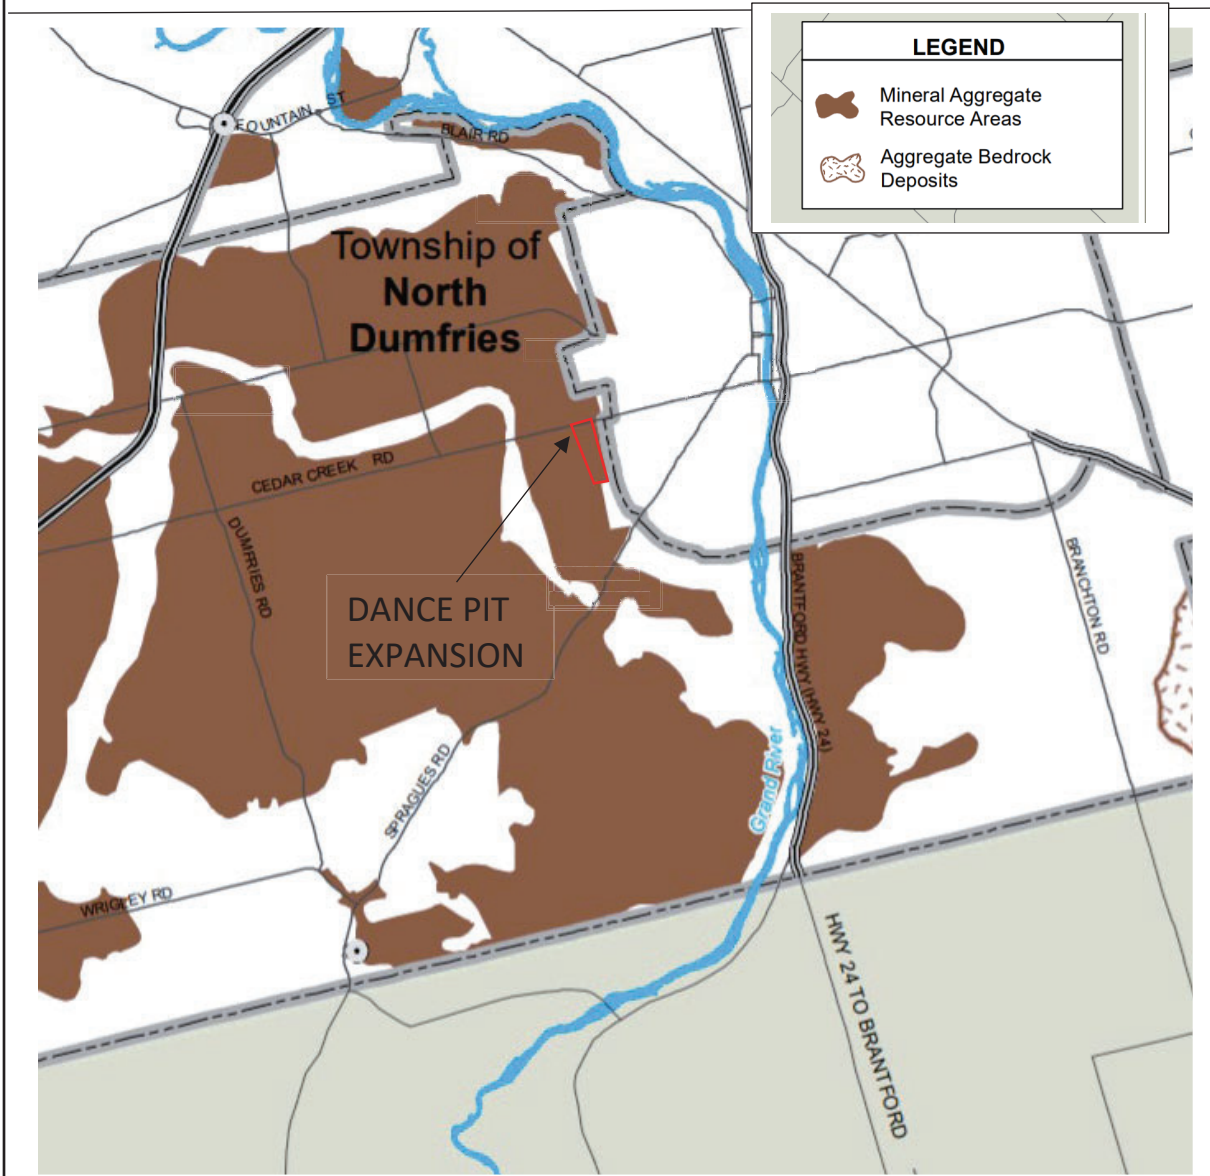 LEGEND
Mineral Aggregate
Resource Areas
Aggregate Bedrock
Deposits
FOUNTAIN ST
BLAIR RD
Township of
North
Dumfries
CEDAR CREEK RD
DUMFRIES RD
DANCE PIT
EXPANSION
BRANTFORD HWY (HWY 24)
BRANCHTON RD
SPRAGUES RD
Grand River
WRIGLEY RD
HWY 24 TO BRANTFORD